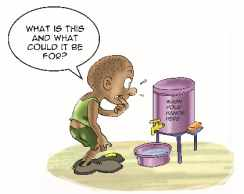 WHAT IS THIS
AND WHAT
COULD IT BE
FOR?
WASH
YOUR
HANDS
HERE